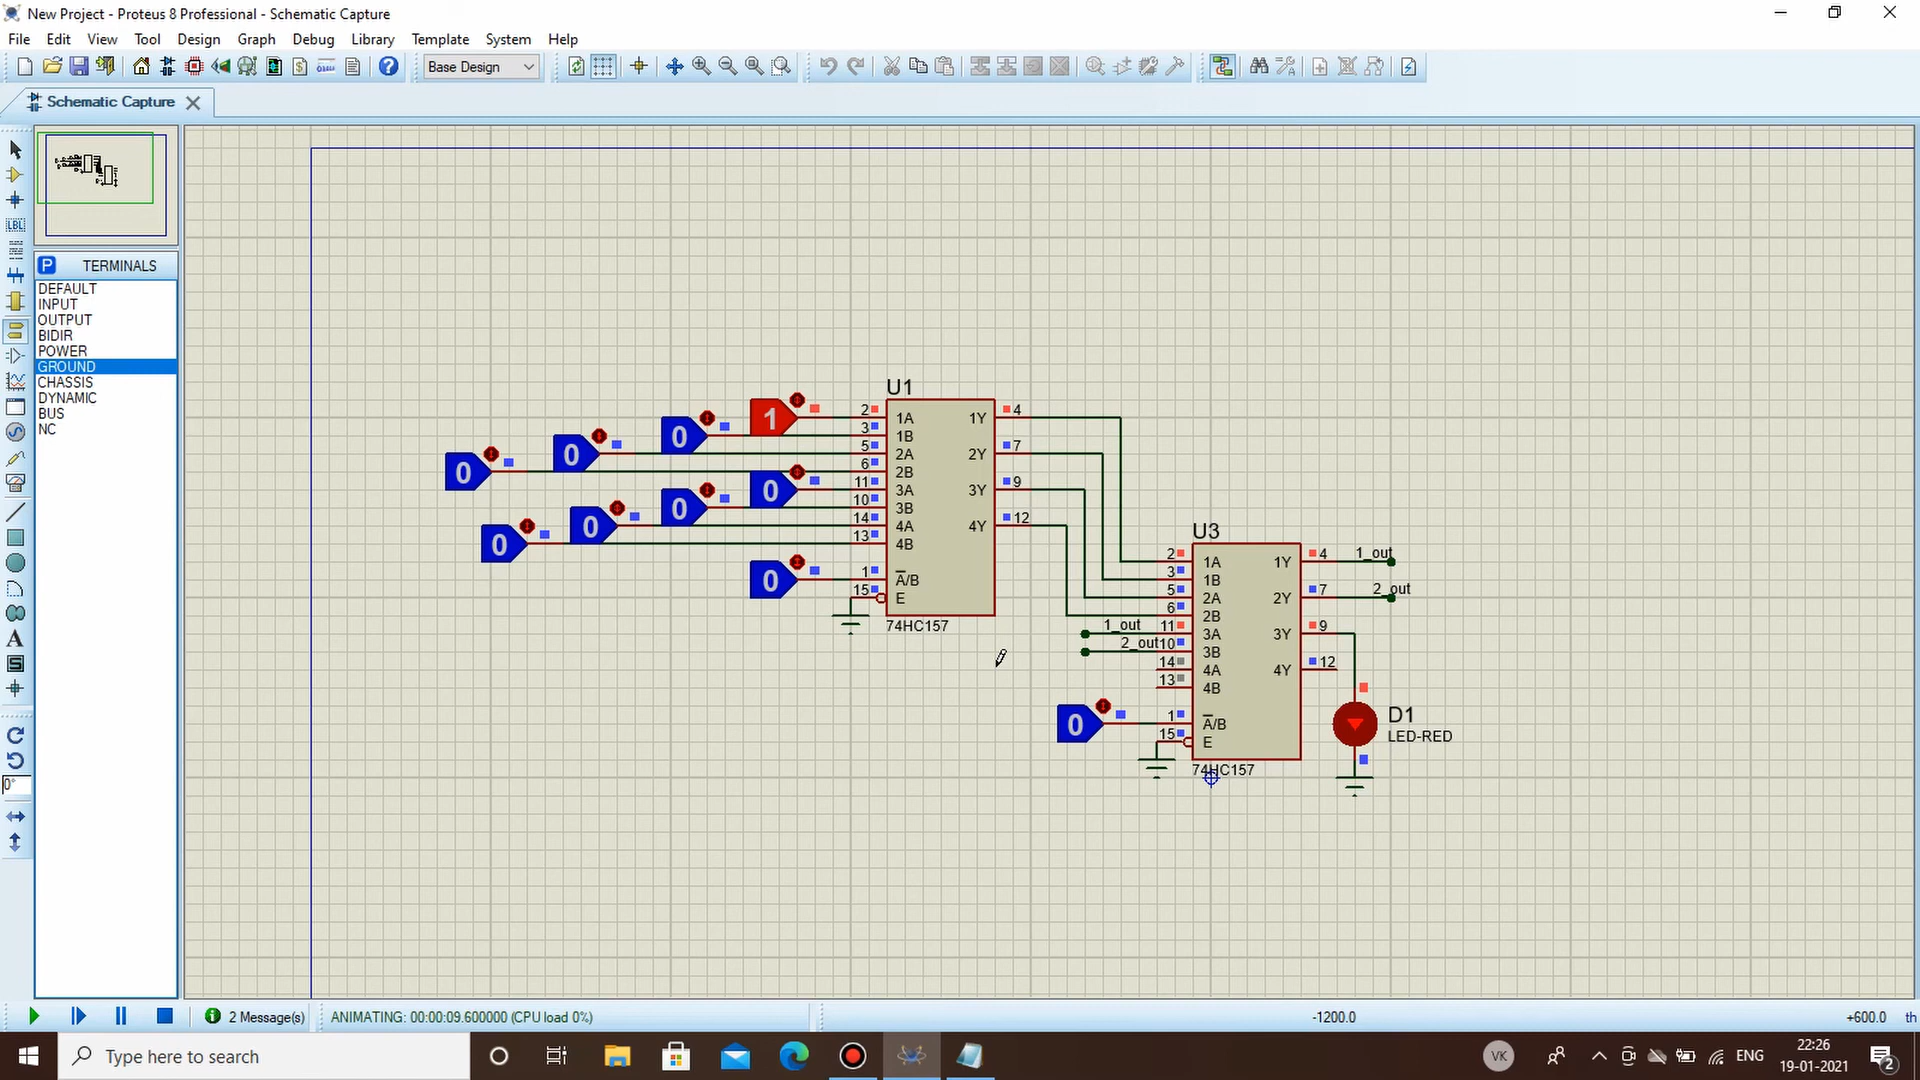 New Project - Proteus 8 Professional - Schematic Capture
File Edit View Tool Design Graph Debug Library Template System Help
Base Design
Schematic Capture
P TERMINALS
DEFAULT
INPUT
OUTPUT
BIDIR
POWER
GROUND
CHASSIS
DYNAMIC
BUS
NC
LBL
A
S
0°
U1
1 2 1A 1Y 4
0 3 1B
0 5 2A 2Y 7
0 6 2B
0 11 3A 3Y 9
0 10 3B
0 14 4A 4Y 12
0 13 4B
0 1 A/B
15 E
74HC157
U3
2 1A 1Y 4 1_out
3 1B
5 2A 2Y 7 2_out
6 2B
1_out 11 3A 3Y 9
2_out 10 3B
14 4A 4Y 12
13 4B
0 1 A/B
15 E
74HC157
D1
LED-RED
2 Message(s) ANIMATING: 00:00:09.600000 (CPU load 0%) -1200.0 +600.0 th
Type here to search
VK ENG 22:26
19-01-2021
2